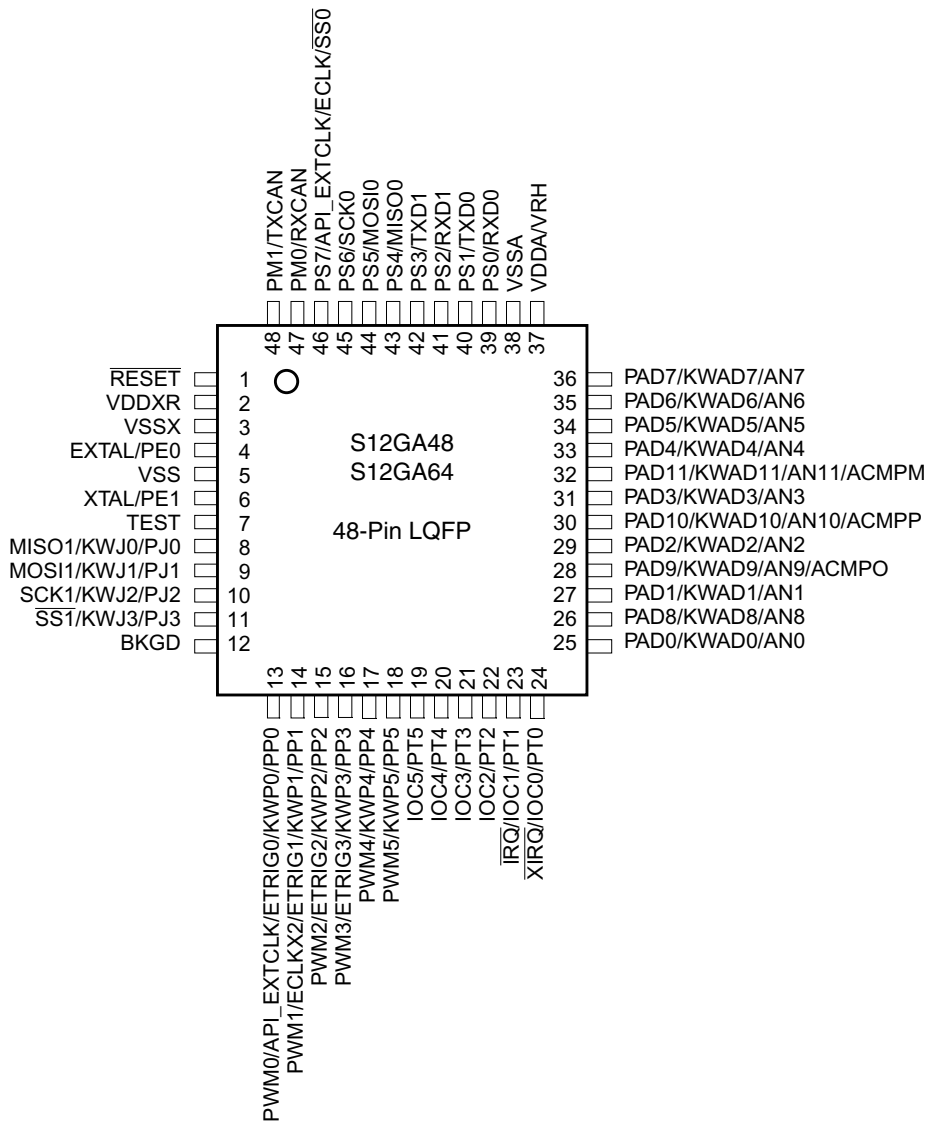 PM1/TXCAN
PM0/RXCAN
PS7/API_EXTCLK/ECLK/S̅S̅0̅
PS6/SCK0
PS5/MOSI0
PS4/MISO0
PS3/TXD1
PS2/RXD1
PS1/TXD0
PS0/RXD0
VSSA
VDDA/VRH
48
47
46
45
44
43
42
41
40
39
38
37
R̅E̅S̅E̅T̅ 1
VDDXR 2
VSSX 3
EXTAL/PE0 4
VSS 5
XTAL/PE1 6
TEST 7
MISO1/KWJ0/PJ0 8
MOSI1/KWJ1/PJ1 9
SCK1/KWJ2/PJ2 10
S̅S̅1̅/KWJ3/PJ3 11
BKGD 12
S12GA48
S12GA64
48-Pin LQFP
36 PAD7/KWAD7/AN7
35 PAD6/KWAD6/AN6
34 PAD5/KWAD5/AN5
33 PAD4/KWAD4/AN4
32 PAD11/KWAD11/AN11/ACMPM
31 PAD3/KWAD3/AN3
30 PAD10/KWAD10/AN10/ACMPP
29 PAD2/KWAD2/AN2
28 PAD9/KWAD9/AN9/ACMPO
27 PAD1/KWAD1/AN1
26 PAD8/KWAD8/AN8
25 PAD0/KWAD0/AN0
13
14
15
16
17
18
19
20
21
22
23
24
PWM0/API_EXTCLK/ETRIG0/KWP0/PP0
PWM1/ECLKX2/ETRIG1/KWP1/PP1
PWM2/ETRIG2/KWP2/PP2
PWM3/ETRIG3/KWP3/PP3
PWM4/KWP4/PP4
PWM5/KWP5/PP5
IOC5/PT5
IOC4/PT4
IOC3/PT3
IOC2/PT2
I̅R̅Q̅/IOC1/PT1
X̅I̅R̅Q̅/IOC0/PT0